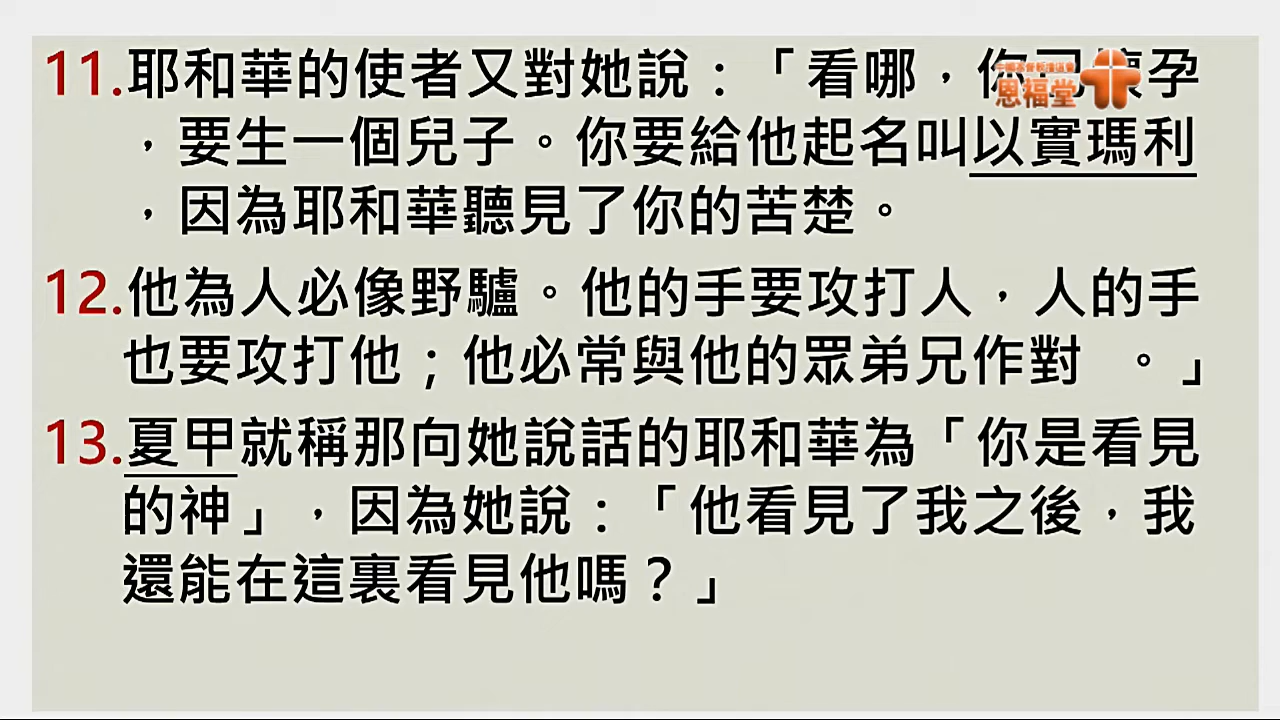 11.耶和華的使者又對她說：「看哪，你已懷孕
，要生一個兒子。你要給他起名叫以實瑪利
，因為耶和華聽見了你的苦楚。
12.他為人必像野驢。他的手要攻打人，人的手
也要攻打他；他必常與他的眾弟兄作對 。」
13.夏甲就稱那向她說話的耶和華為「你是看見
的神」，因為她說：「他看見了我之後，我
還能在這裏看見他嗎？」
恩福堂